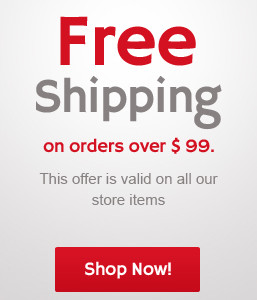 Free
Shipping
on orders over $ 99.
This offer is valid on all our
store items
Shop Now!